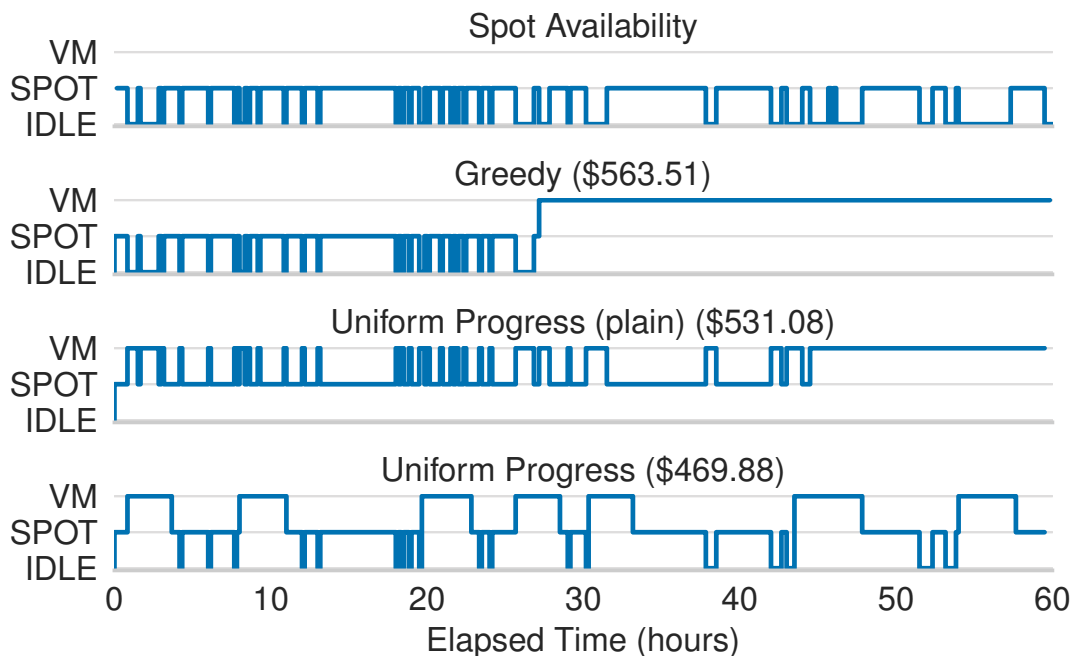 Spot Availability
VM
SPOT
IDLE
Greedy ($563.51)
VM
SPOT
IDLE
Uniform Progress (plain) ($531.08)
VM
SPOT
IDLE
Uniform Progress ($469.88)
VM
SPOT
IDLE
0 10 20 30 40 50 60
Elapsed Time (hours)